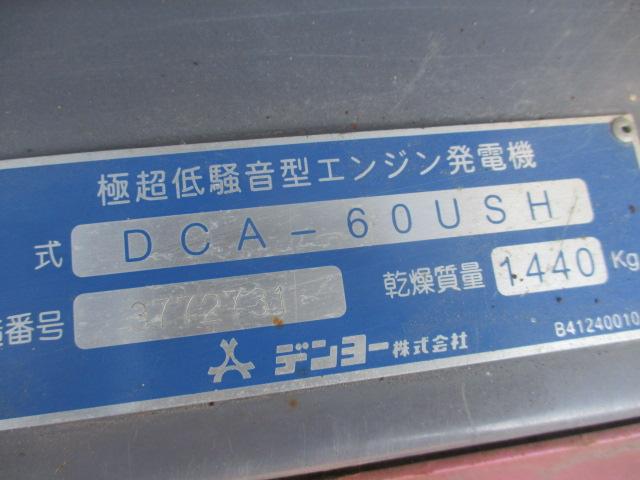 極超低騒音型エンジン発電機
式 DCA-60USH
番号 3772731 乾燥質量 1440 Kg
デンヨー株式会社 B41240010